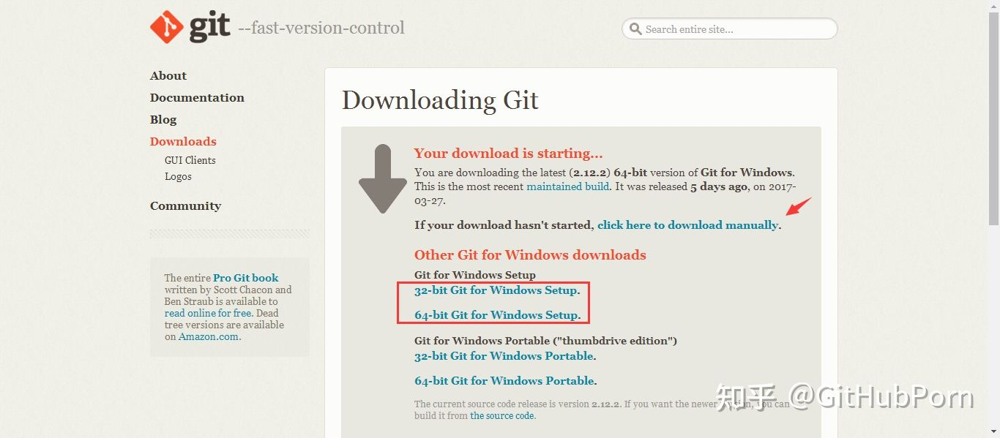 git --fast-version-control
Search entire site...
About
Documentation
Blog
Downloads
GUI Clients
Logos
Community
The entire Pro Git book
written by Scott Chacon and
Ben Straub is available to
read online for free. Dead
tree versions are available
on Amazon.com.
Downloading Git
Your download is starting...
You are downloading the latest (2.12.2) 64-bit version of Git for Windows.
This is the most recent maintained build. It was released 5 days ago, on 2017-
03-27.
If your download hasn't started, click here to download manually.
Other Git for Windows downloads
Git for Windows Setup
32-bit Git for Windows Setup.
64-bit Git for Windows Setup.
Git for Windows Portable ("thumbdrive edition")
32-bit Git for Windows Portable.
64-bit Git for Windows Portable.
The current source code release is version 2.12.2. If you want the newer version, you can
build it from the source code.
知乎 @GitHubPorn